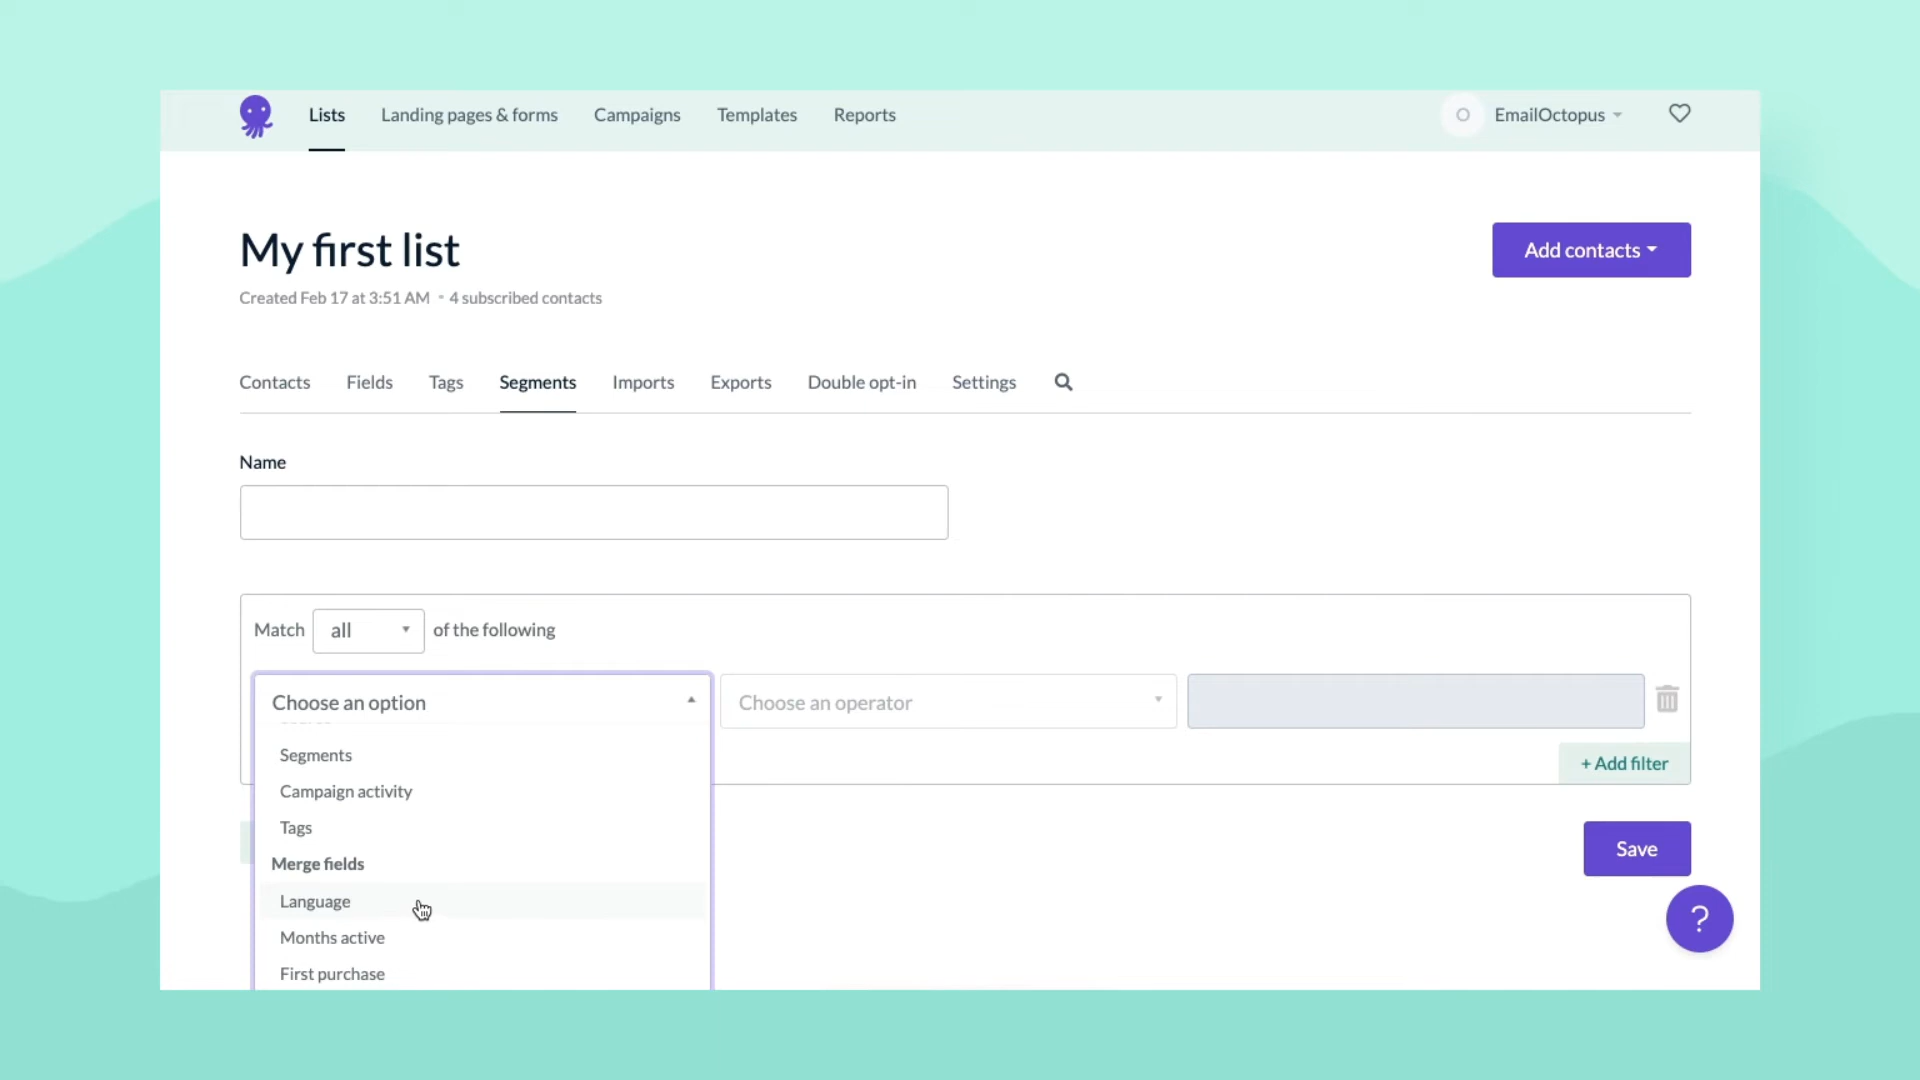 Lists Landing pages & forms Campaigns Templates Reports O EmailOctopus
My first list
Add contacts
Created Feb 17 at 3:51 AM • 4 subscribed contacts
Contacts Fields Tags Segments Imports Exports Double opt-in Settings
Name
Match all of the following
Choose an option Choose an operator
Segments
+ Add filter
Campaign activity
Tags
Save
Merge fields
Language
?
Months active
First purchase